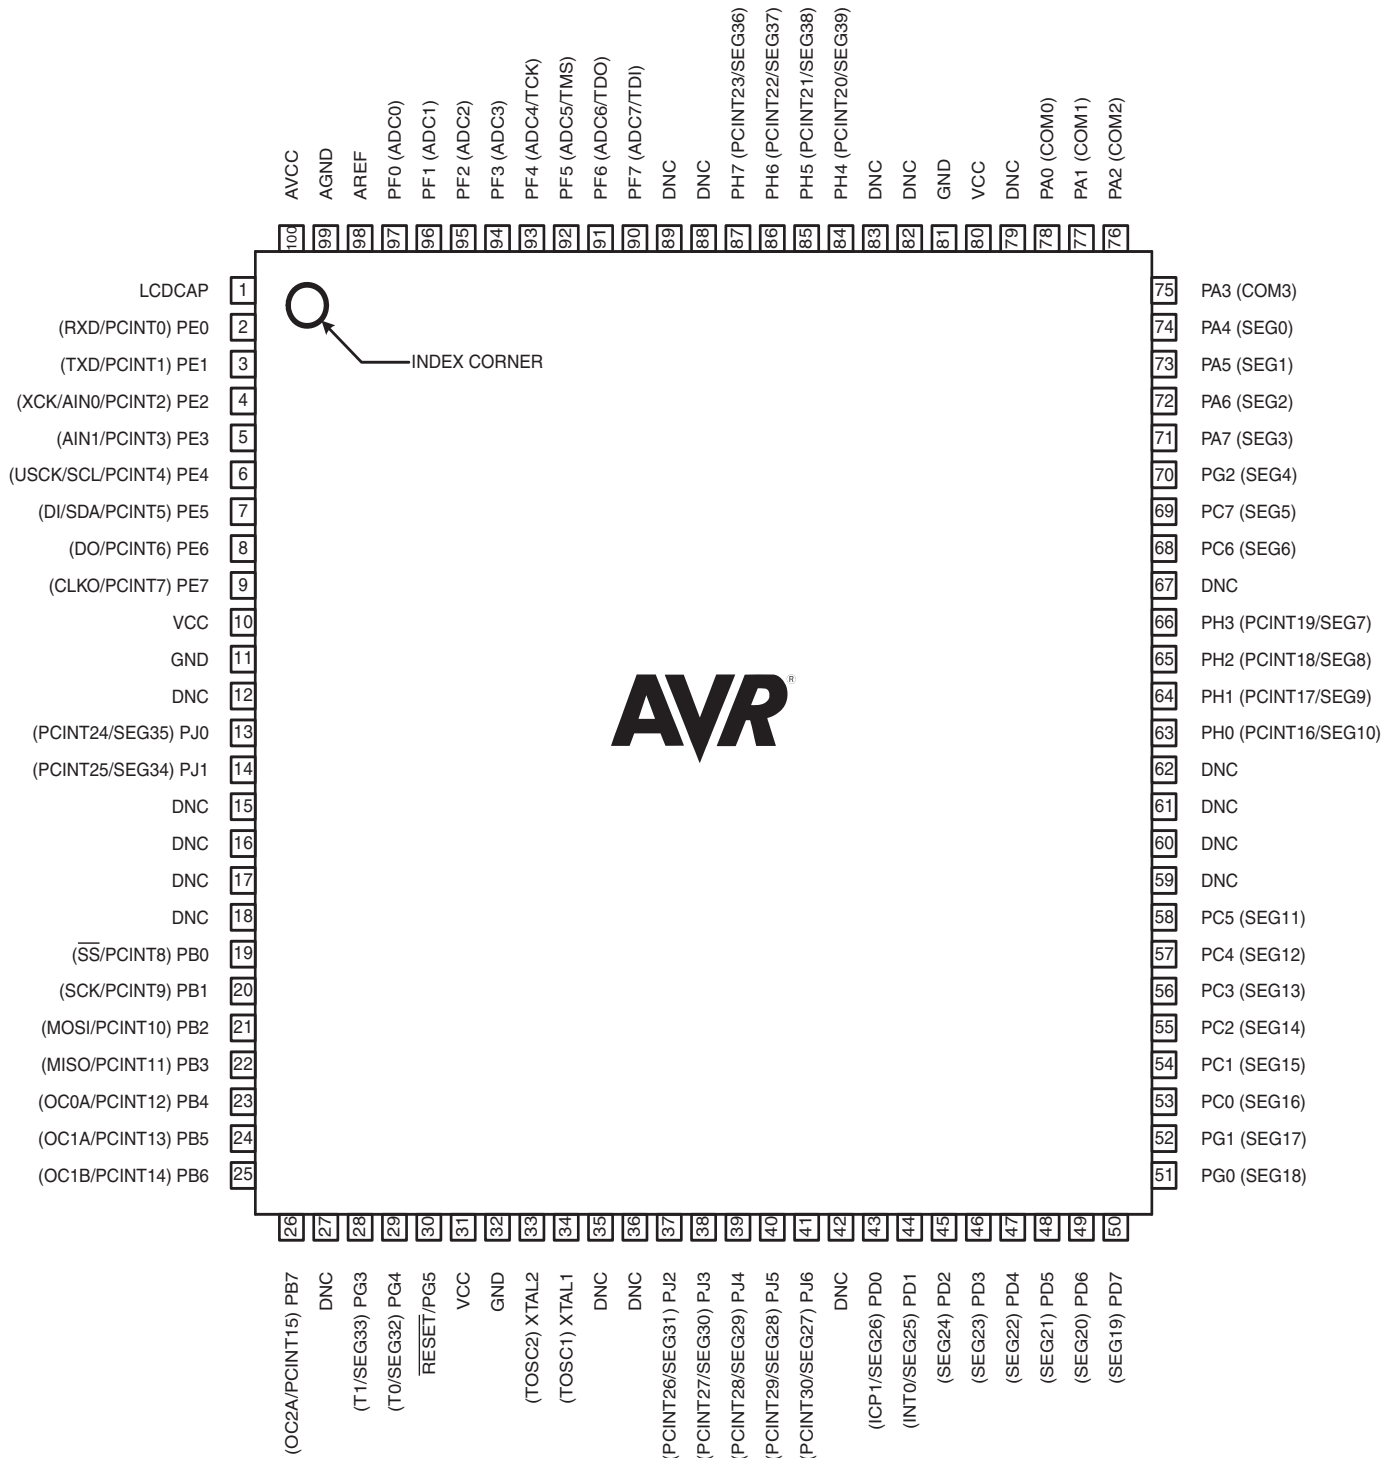 AVCC
AGND
AREF
PF0 (ADC0)
PF1 (ADC1)
PF2 (ADC2)
PF3 (ADC3)
PF4 (ADC4/TCK)
PF5 (ADC5/TMS)
PF6 (ADC6/TDO)
PF7 (ADC7/TDI)
DNC
DNC
PH7 (PCINT23/SEG36)
PH6 (PCINT22/SEG37)
PH5 (PCINT21/SEG38)
PH4 (PCINT20/SEG39)
DNC
DNC
GND
VCC
DNC
PA0 (COM0)
PA1 (COM1)
PA2 (COM2)
100 99 98 97 96 95 94 93 92 91 90 89 88 87 86 85 84 83 82 81 80 79 78 77 76
LCDCAP 1
(RXD/PCINT0) PE0 2
(TXD/PCINT1) PE1 3
(XCK/AIN0/PCINT2) PE2 4
(AIN1/PCINT3) PE3 5
(USCK/SCL/PCINT4) PE4 6
(DI/SDA/PCINT5) PE5 7
(DO/PCINT6) PE6 8
(CLKO/PCINT7) PE7 9
VCC 10
GND 11
DNC 12
(PCINT24/SEG35) PJ0 13
(PCINT25/SEG34) PJ1 14
DNC 15
DNC 16
DNC 17
DNC 18
(SS/PCINT8) PB0 19
(SCK/PCINT9) PB1 20
(MOSI/PCINT10) PB2 21
(MISO/PCINT11) PB3 22
(OC0A/PCINT12) PB4 23
(OC1A/PCINT13) PB5 24
(OC1B/PCINT14) PB6 25
INDEX CORNER
AVR®
75 PA3 (COM3)
74 PA4 (SEG0)
73 PA5 (SEG1)
72 PA6 (SEG2)
71 PA7 (SEG3)
70 PG2 (SEG4)
69 PC7 (SEG5)
68 PC6 (SEG6)
67 DNC
66 PH3 (PCINT19/SEG7)
65 PH2 (PCINT18/SEG8)
64 PH1 (PCINT17/SEG9)
63 PH0 (PCINT16/SEG10)
62 DNC
61 DNC
60 DNC
59 DNC
58 PC5 (SEG11)
57 PC4 (SEG12)
56 PC3 (SEG13)
55 PC2 (SEG14)
54 PC1 (SEG15)
53 PC0 (SEG16)
52 PG1 (SEG17)
51 PG0 (SEG18)
26 27 28 29 30 31 32 33 34 35 36 37 38 39 40 41 42 43 44 45 46 47 48 49 50
(OC2A/PCINT15) PB7
DNC
(T1/SEG33) PG3
(T0/SEG32) PG4
RESET/PG5
VCC
GND
(TOSC2) XTAL2
(TOSC1) XTAL1
DNC
DNC
(PCINT26/SEG31) PJ2
(PCINT27/SEG30) PJ3
(PCINT28/SEG29) PJ4
(PCINT29/SEG28) PJ5
(PCINT30/SEG27) PJ6
DNC
(ICP1/SEG26) PD0
(INT0/SEG25) PD1
(SEG24) PD2
(SEG23) PD3
(SEG22) PD4
(SEG21) PD5
(SEG20) PD6
(SEG19) PD7